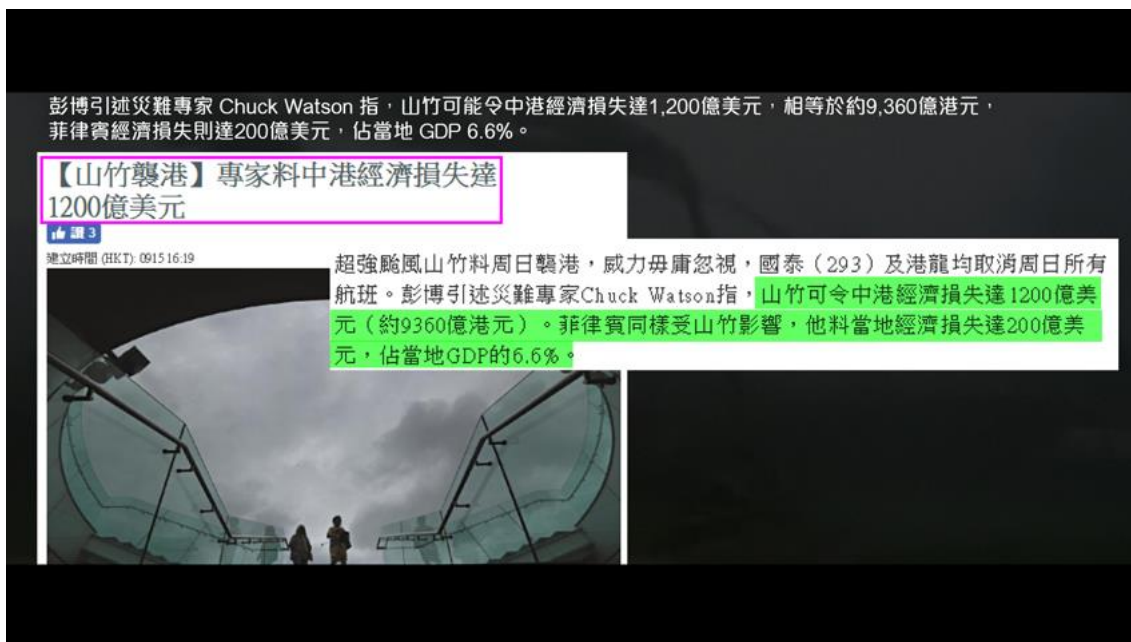 彭博引述災難專家 Chuck Watson 指，山竹可能令中港經濟損失達1,200億美元，相等於約9,360億港元，
菲律賓經濟損失則達200億美元，佔當地 GDP 6.6%。
【山竹襲港】專家料中港經濟損失達
1200億美元
讚 3
建立時間 (HKT): 0915 16:19
超強颱風山竹料周日襲港，威力毋庸忽視，國泰（293）及港龍均取消周日所有
航班。彭博引述災難專家Chuck Watson指，山竹可令中港經濟損失達1200億美
元（約9360億港元）。菲律賓同樣受山竹影響，他料當地經濟損失達200億美
元，佔當地GDP的6.6%。